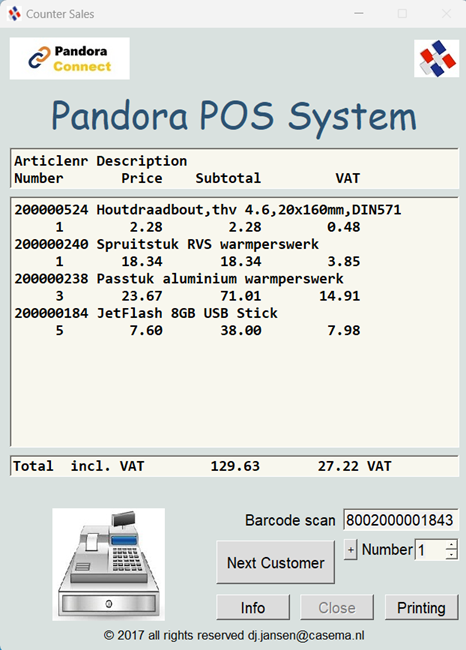 Counter Sales
Pandora
Connect
Pandora POS System
Articlenr Description
Number Price Subtotal VAT
200000524 Houtdraadbout,thv 4.6,20x160mm,DIN571
1 2.28 2.28 0.48
200000240 Spruitstuk RVS warmperswerk
1 18.34 18.34 3.85
200000238 Passtuk aluminium warmperswerk
3 23.67 71.01 14.91
200000184 JetFlash 8GB USB Stick
5 7.60 38.00 7.98
Total incl. VAT 129.63 27.22 VAT
Barcode scan 8002000001843
Next Customer + Number 1
Info Close Printing
© 2017 all rights reserved dj.jansen@casema.nl